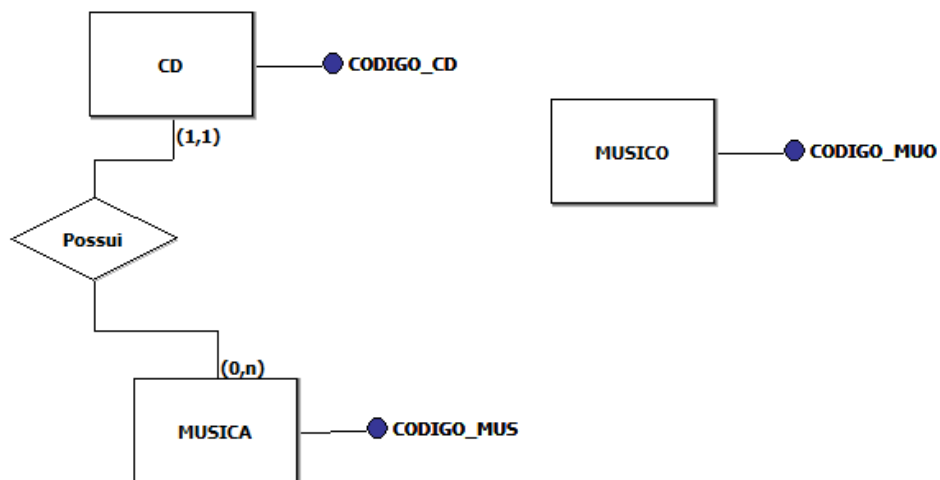 CD
CODIGO_CD
(1,1)
MUSICO
CODIGO_MUO
Possui
(0,n)
MUSICA
CODIGO_MUS